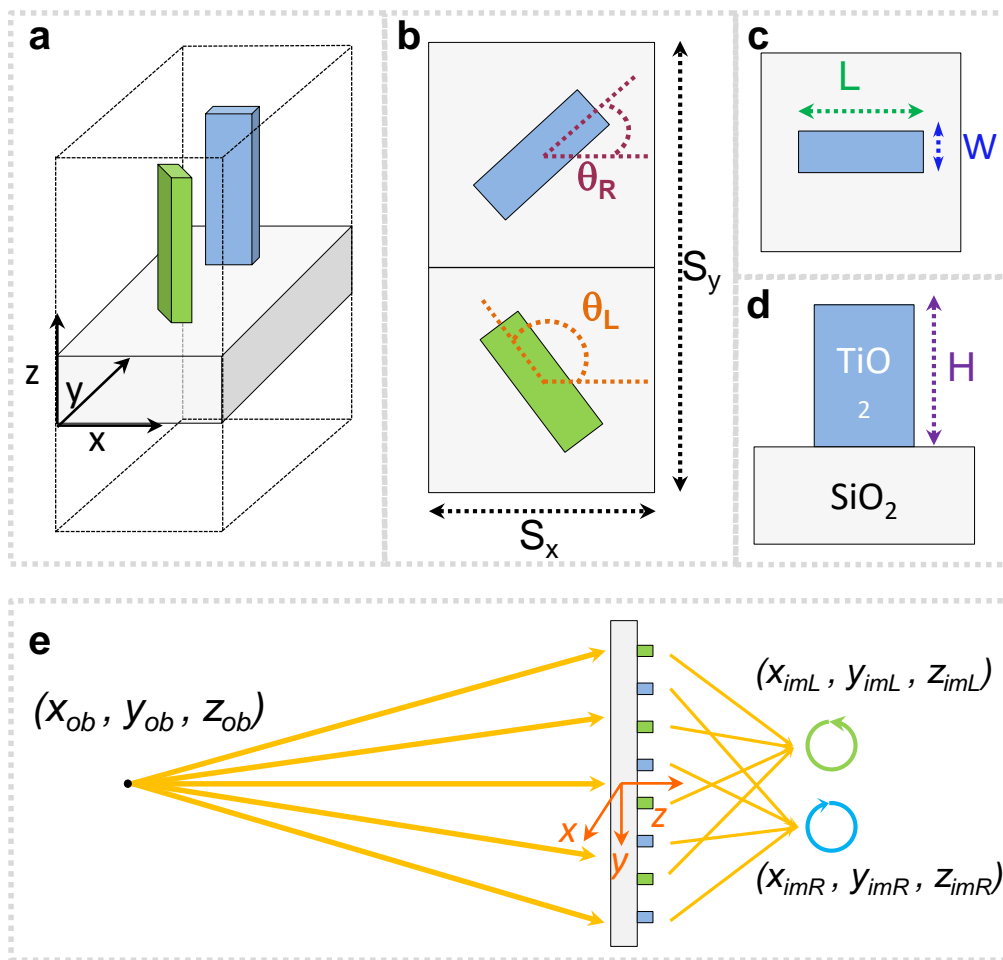 a
z
y
x
b
θR
θL
Sy
Sx
c
L
W
d
TiO
2
H
SiO2
e
(xob , yob , zob)
x
y
z
(ximL , yimL , zimL)
(ximR , yimR , zimR)